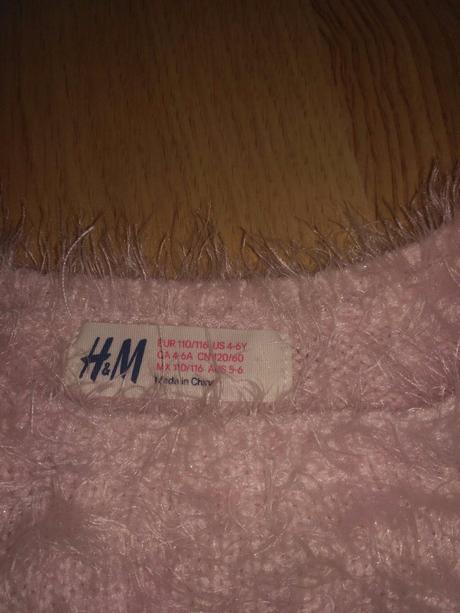 H&M
EUR 110/116 US 4-6Y
CA 4-6A CN 120/60
MX 110/116 AUS 5-6
Made in China